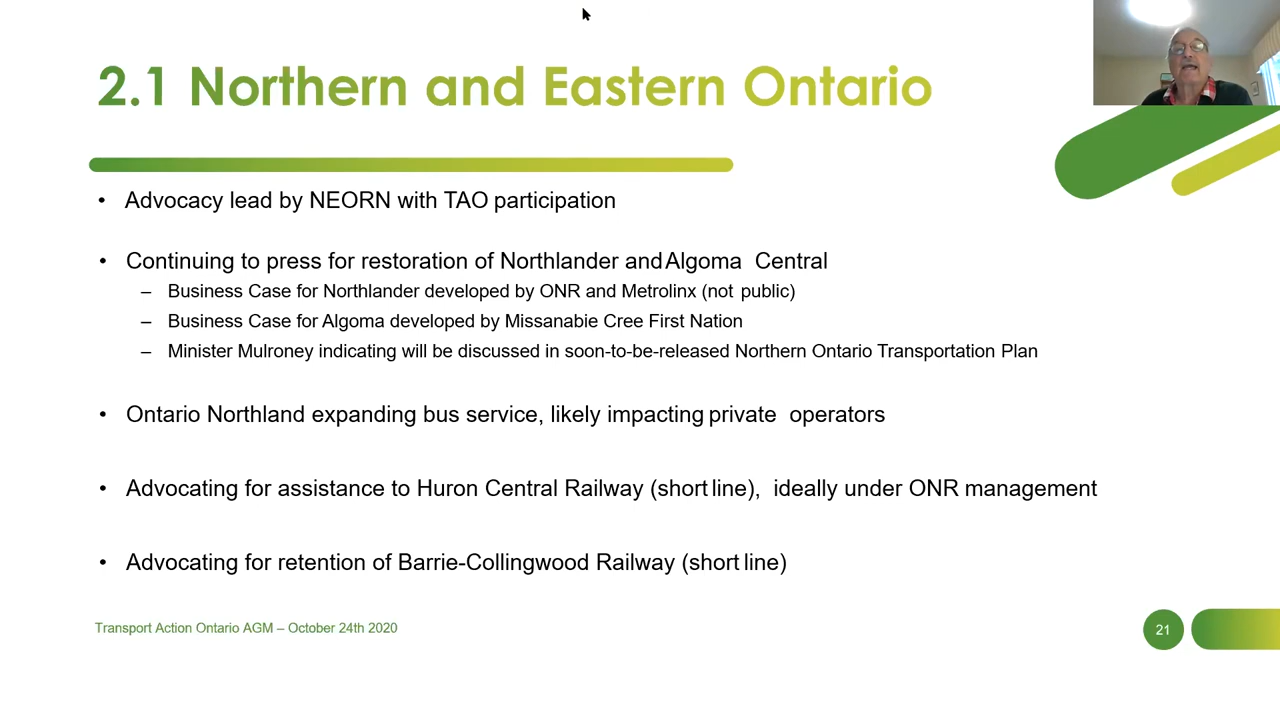 2.1 Northern and Eastern Ontario
• Advocacy lead by NEORN with TAO participation
• Continuing to press for restoration of Northlander and Algoma Central
– Business Case for Northlander developed by ONR and Metrolinx (not public)
– Business Case for Algoma developed by Missanabie Cree First Nation
– Minister Mulroney indicating will be discussed in soon-to-be-released Northern Ontario Transportation Plan
• Ontario Northland expanding bus service, likely impacting private operators
• Advocating for assistance to Huron Central Railway (short line), ideally under ONR management
• Advocating for retention of Barrie-Collingwood Railway (short line)
Transport Action Ontario AGM – October 24th 2020
21